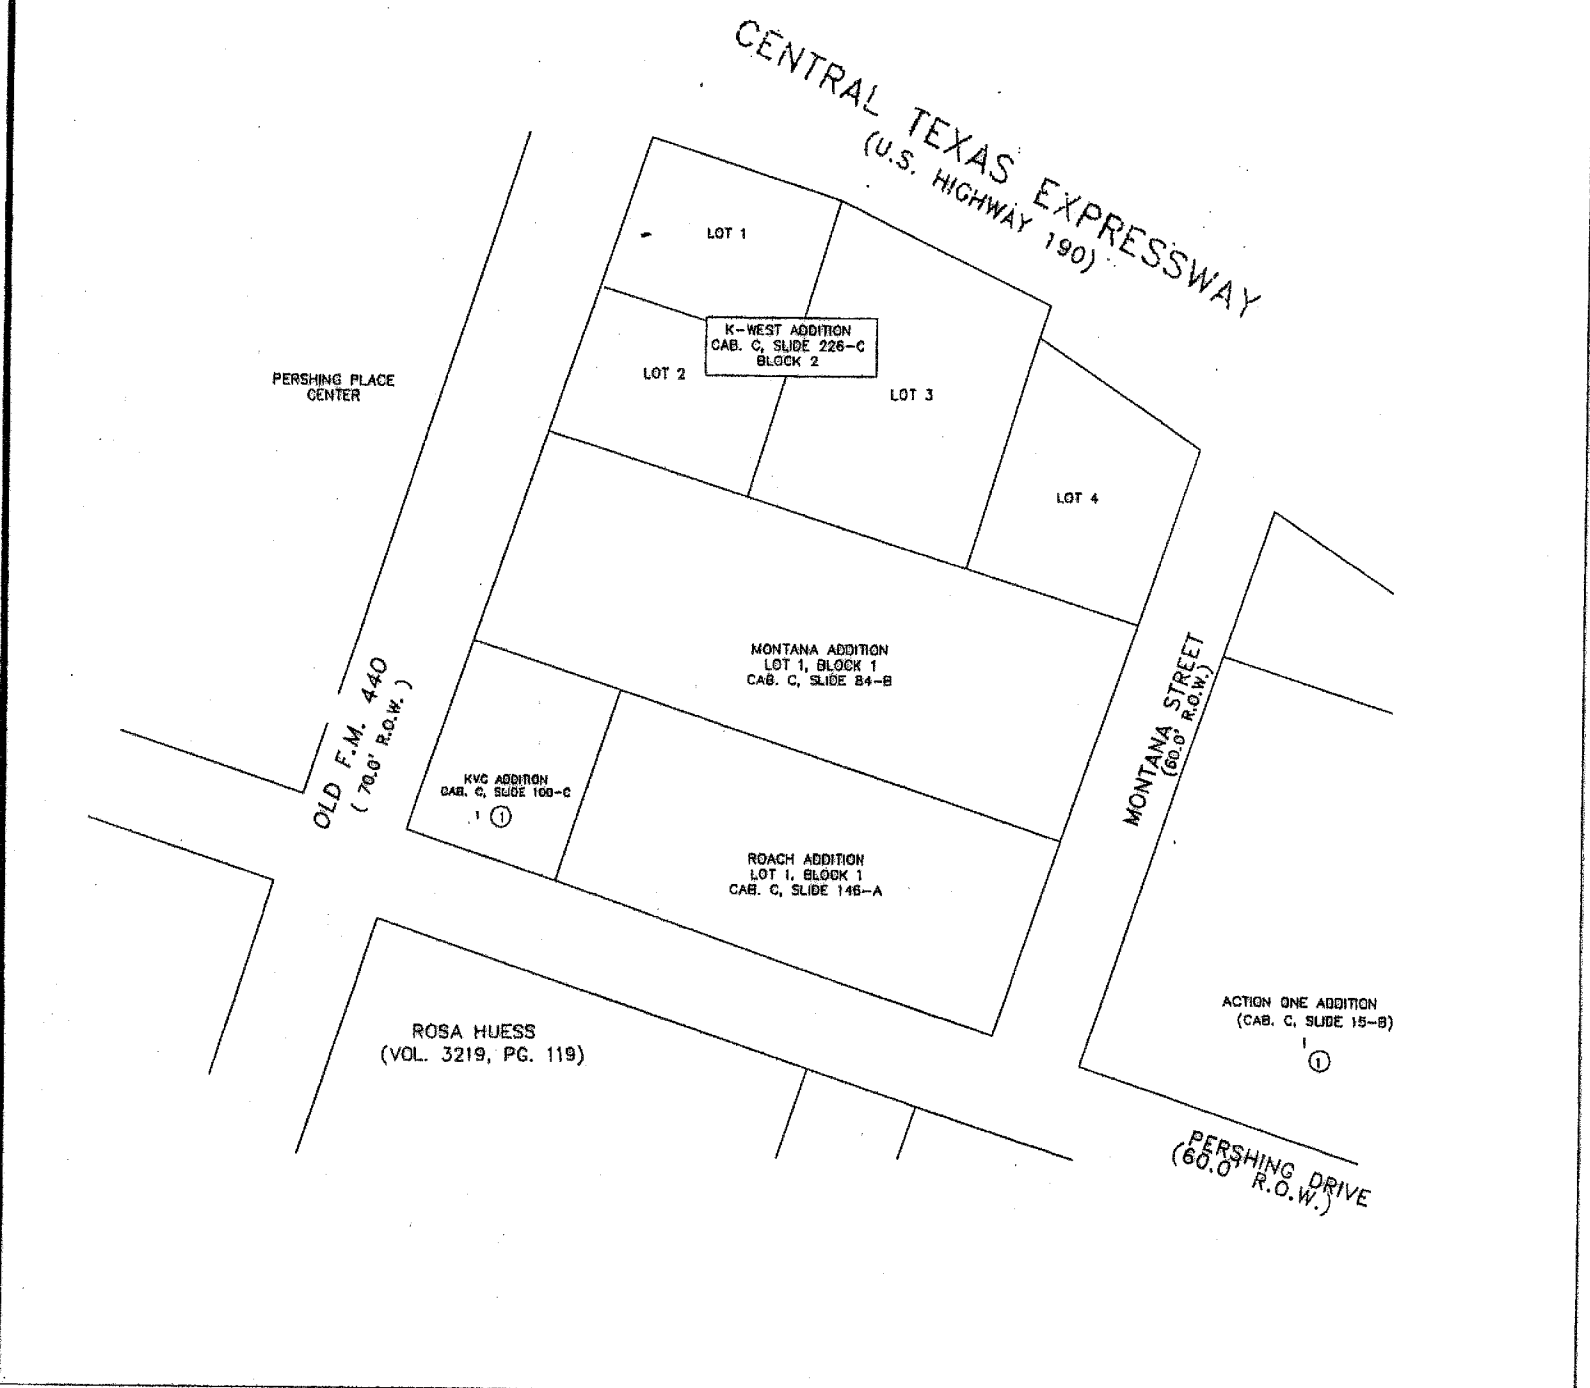 CENTRAL TEXAS EXPRESSWAY
(U.S. HIGHWAY 190)
LOT 1
K-WEST ADDITION
CAB. C, SLIDE 226-C
BLOCK 2
LOT 2
LOT 3
PERSHING PLACE
CENTER
LOT 4
MONTANA ADDITION
LOT 1, BLOCK 1
CAB. C, SLIDE 84-B
MONTANA STREET
(60.0' R.O.W.)
OLD F.M. 440
( 70.0' R.O.W. )
KVC ADDITION
CAB. C, SLIDE 100-C
1 1
ROACH ADDITION
LOT 1, BLOCK 1
CAB. C, SLIDE 146-A
ROSA HUESS
(VOL. 3219, PG. 119)
ACTION ONE ADDITION
(CAB. C, SLIDE 15-B)
1
1
PERSHING DRIVE
(60.0' R.O.W.)